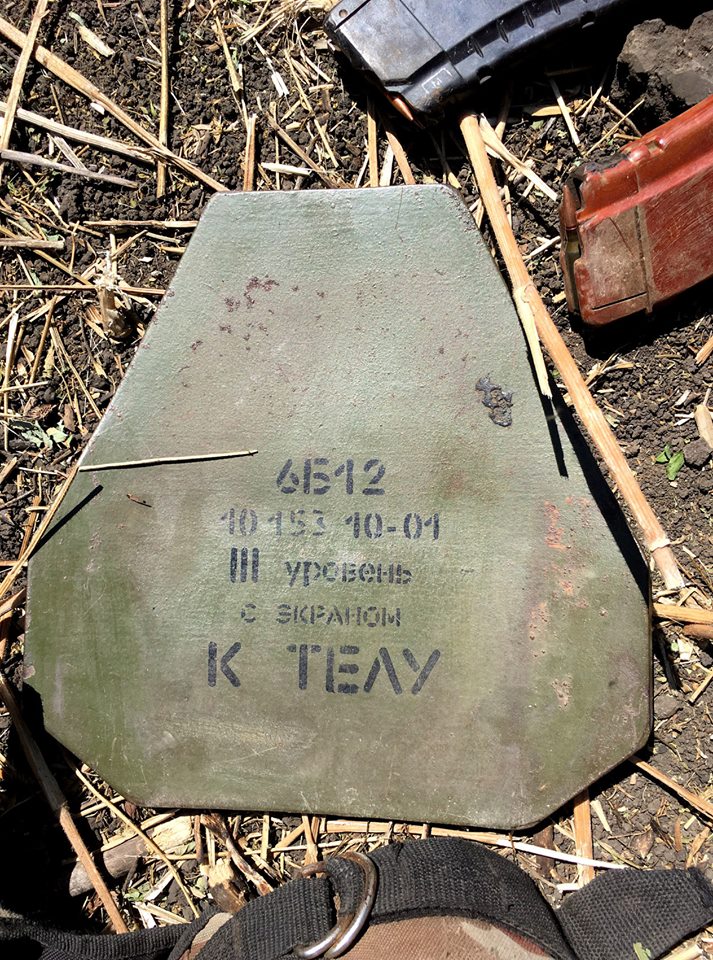 6Б12
10 153 10-01
III уровень
с экраном
К ТЕЛУ